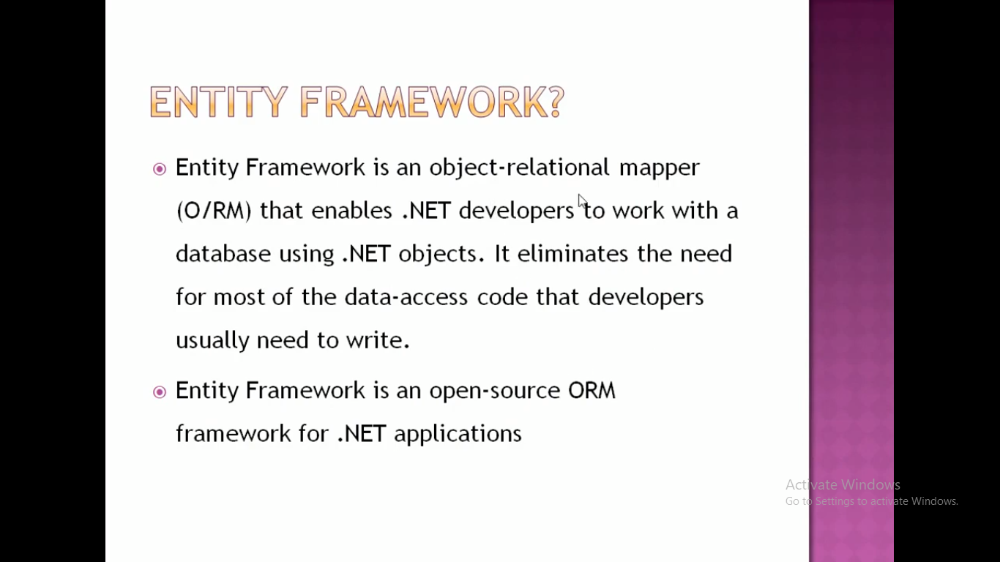 ENTITY FRAMEWORK?
Entity Framework is an object-relational mapper
(O/RM) that enables .NET developers to work with a
database using .NET objects. It eliminates the need
for most of the data-access code that developers
usually need to write.
Entity Framework is an open-source ORM
framework for .NET applications
Activate Windows
Go to Settings to activate Windows.